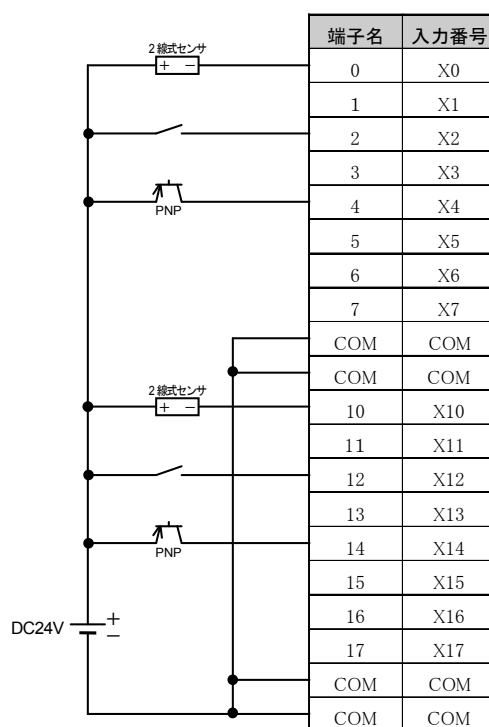 端子名 入力番号
2線式センサ
+ −
0 X0
1 X1
2 X2
3 X3
PNP
4 X4
5 X5
6 X6
7 X7
COM COM
COM COM
2線式センサ
+ −
10 X10
11 X11
12 X12
13 X13
PNP
14 X14
15 X15
16 X16
DC24V
+
−
17 X17
COM COM
COM COM